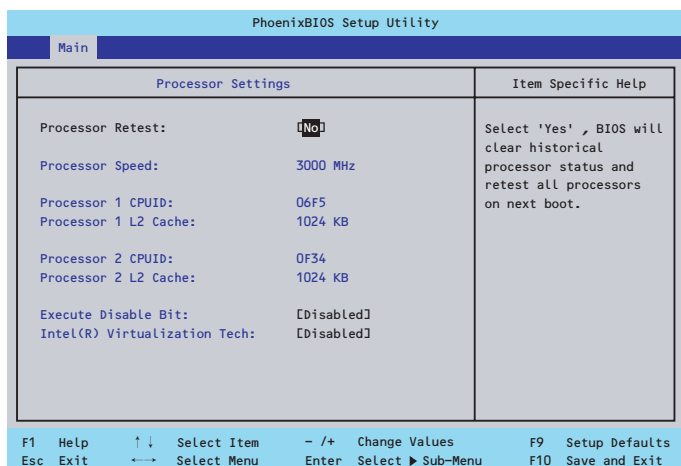 PhoenixBIOS Setup Utility
Main
Processor Settings
Item Specific Help
Processor Retest: [No]
Processor Speed: 3000 MHz
Processor 1 CPUID: 06F5
Processor 1 L2 Cache: 1024 KB
Processor 2 CPUID: 0F34
Processor 2 L2 Cache: 1024 KB
Execute Disable Bit: [Disabled]
Intel(R) Virtualization Tech: [Disabled]
Select 'Yes' , BIOS will
clear historical
processor status and
retest all processors
on next boot.
F1 Help ↑↓ Select Item - /+ Change Values F9 Setup Defaults
Esc Exit ←→ Select Menu Enter Select ▶ Sub-Menu F10 Save and Exit